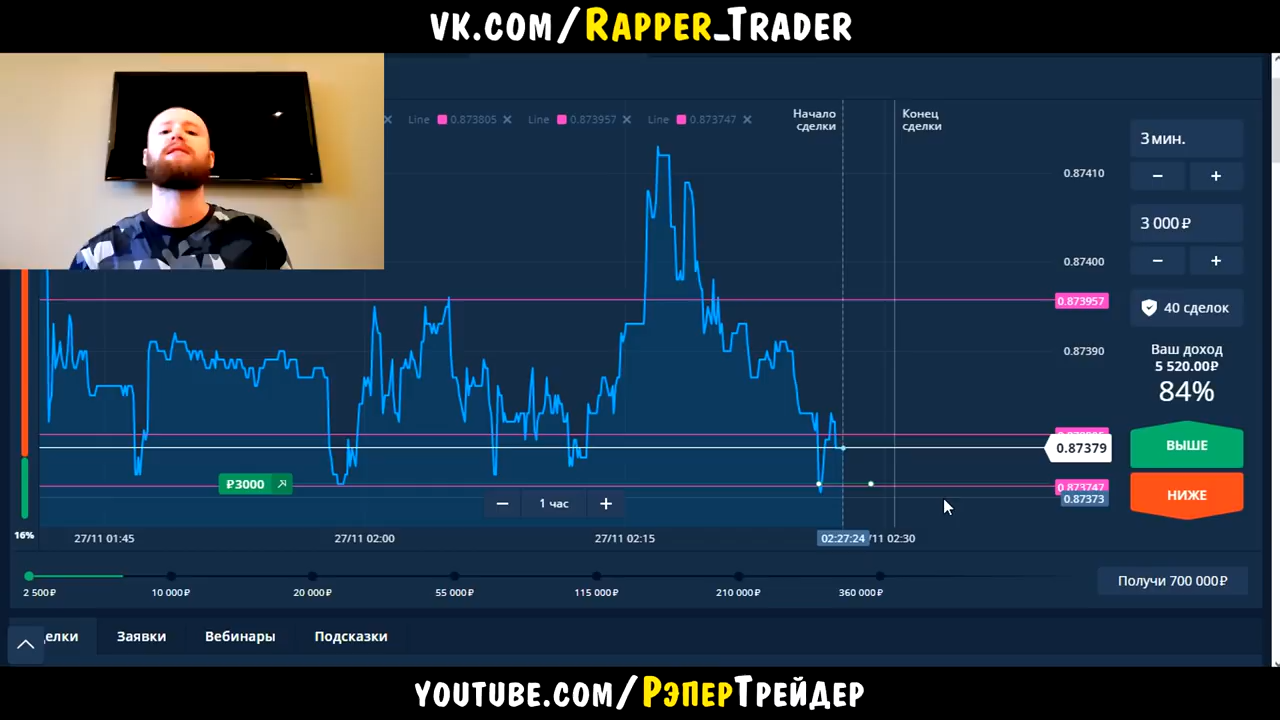 VK.COM/RAPPER_TRADER
Line 0.873805 × Line 0.873957 × Line 0.873747 ×
Начало сделки
Конец сделки
3 мин.
− +
0.87410
3 000 ₽
− +
0.87400
0.873957
40 сделок
Ваш доход
5 520.00₽
84%
0.87390
0.87379
ВЫШЕ
₽3000
0.873747
0.87373
НИЖЕ
− 1 час +
16%
27/11 01:45
27/11 02:00
27/11 02:15
02:27:24
/11 02:30
2 500₽
10 000₽
20 000₽
55 000₽
115 000₽
210 000₽
360 000₽
Получи 700 000₽
елки Заявки Вебинары Подсказки
YOUTUBE.COM/РЭПЕРТРЕЙДЕР